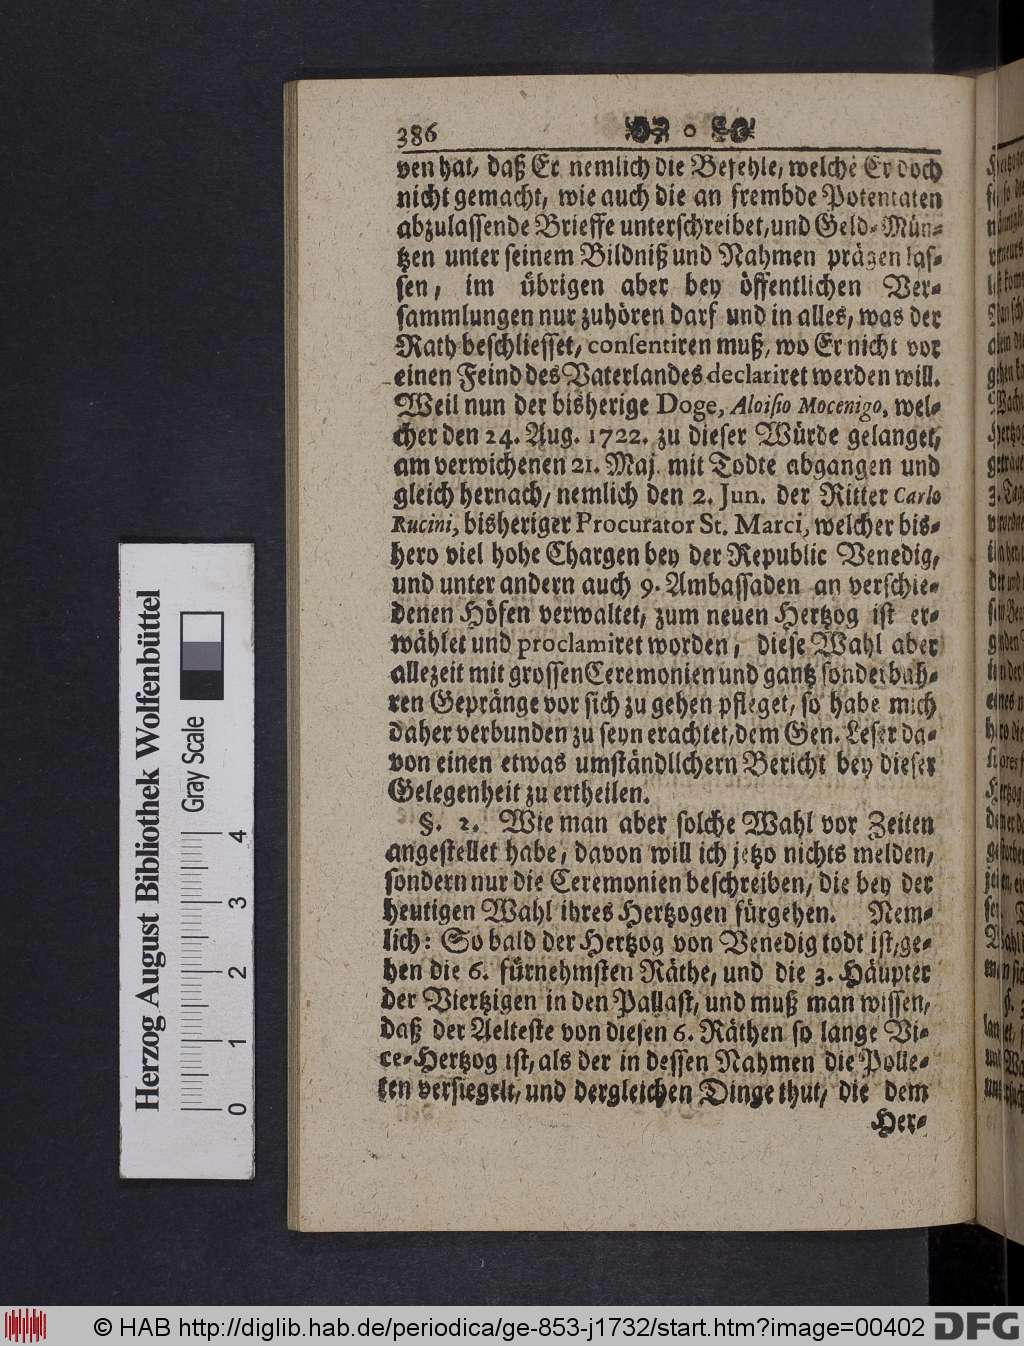 386
ven hat, daß Er nemlich die Befehle, welche Er doch
nicht gemacht, wie auch die an frembde Potentaten
abzulassende Brieffe unterschreibet, und Geld-Mün-
tzen unter seinem Bildniß und Nahmen prägen las-
sen, im übrigen aber bey öffentlichen Ver-
sammlungen nur zuhören darf und in alles, was der
Rath beschliesset, consentiren muß, wo Er nicht vor
einen Feind des Vaterlandes declariret werden will.
Weil nun der bisherige Doge, Aloisio Mocenigo, wel-
cher den 24. Aug. 1722. zu dieser Würde gelanget,
am verwichenen 21. Maj. mit Todte abgangen und
gleich hernach, nemlich den 2. Jun. der Ritter Carlo
Rucini, bisheriger Procurator St. Marci, welcher bis-
hero viel hohe Chargen bey der Republic Venedig,
und unter andern auch 9. Ambassaden an verschie-
denen Höfen verwaltet, zum neuen Hertzog ist er-
wählet und proclamiret worden, diese Wahl aber
allezeit mit grossen Ceremonien und gantz sonderbah-
ren Gepränge vor sich zu gehen pfleget, so habe mich
daher verbunden zu seyn erachtet, dem Gen. Leser da-
von einen etwas umständlichern Bericht bey dieser
Gelegenheit zu ertheilen.
§. 2. Wie man aber solche Wahl vor Zeiten
angestellet habe, davon will ich jetzo nichts melden,
sondern nur die Ceremonien beschreiben, die bey der
heutigen Wahl ihres Hertzogen fürgehen. Nem-
lich: So bald der Hertzog von Venedig todt ist, ge-
hen die 6. fürnehmsten Räthe, und die 3. Häupter
der Viertzigen in den Pallast, und muß man wissen,
daß der Aelteste von diesen 6. Räthen so lange Vi-
ce-Hertzog ist, als der in dessen Nahmen die Polle-
ten versiegelt, und dergleichen Dinge thut, die dem
Her-
Herzog August Bibliothek Wolfenbüttel
Gray Scale
0 1 2 3 4
© HAB http://diglib.hab.de/periodica/ge-853-j1732/start.htm?image=00402
DFG